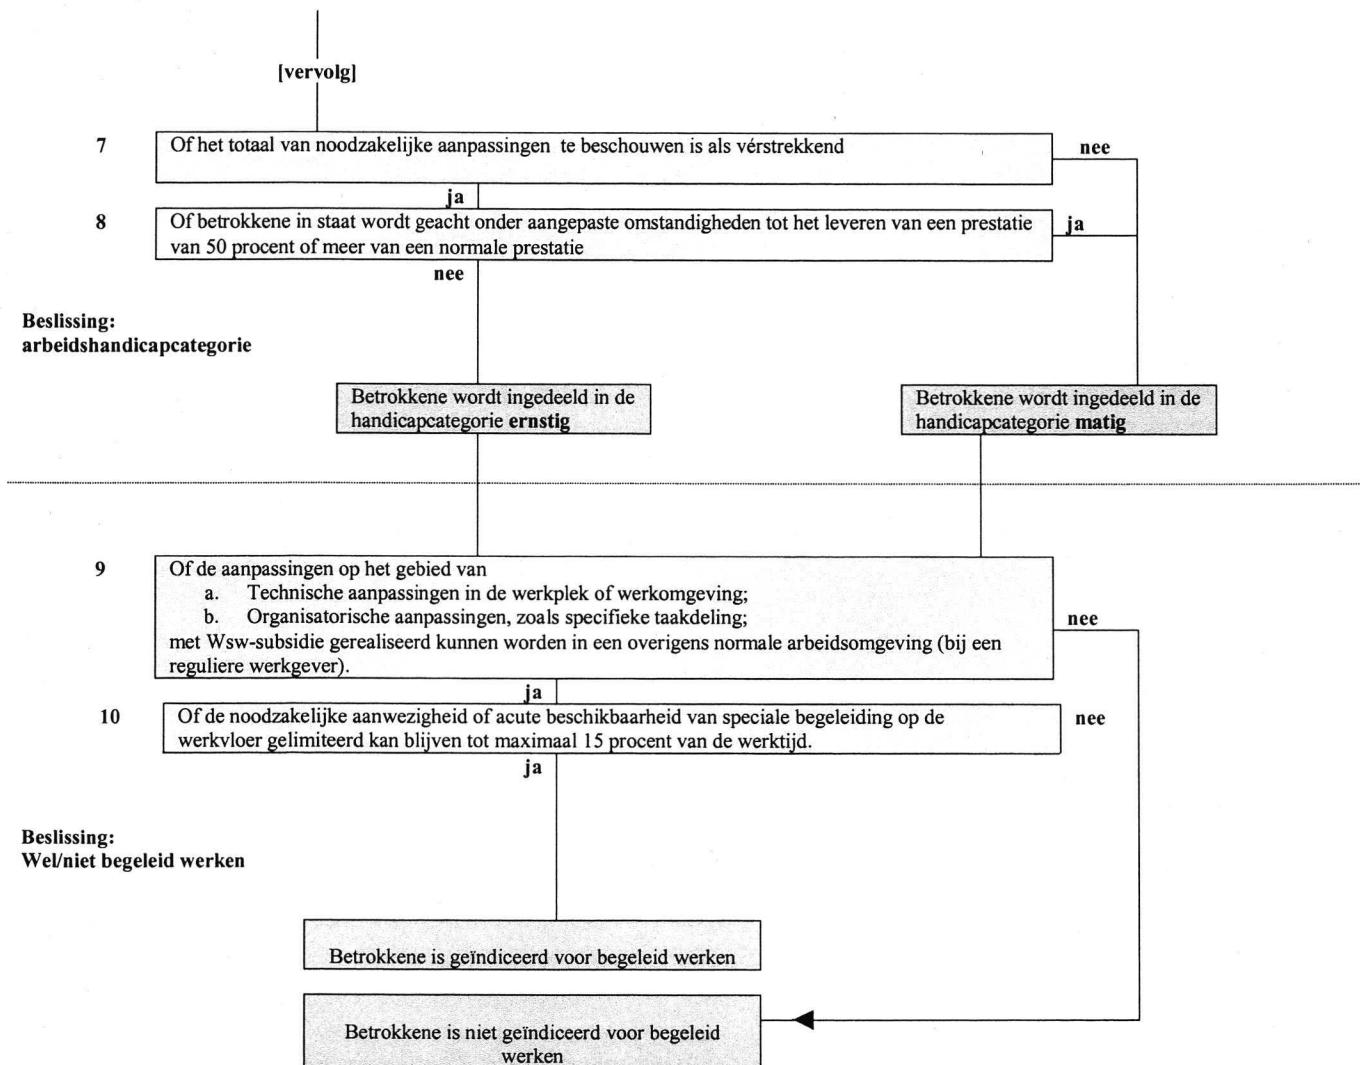 [vervolg]
7 Of het totaal van noodzakelijke aanpassingen te beschouwen is als vérstrekkend nee
ja
8 Of betrokkene in staat wordt geacht onder aangepaste omstandigheden tot het leveren van een prestatie ja
van 50 procent of meer van een normale prestatie
nee
Beslissing:
arbeidshandicapcategorie
Betrokkene wordt ingedeeld in de
handicapcategorie ernstig
Betrokkene wordt ingedeeld in de
handicapcategorie matig
9 Of de aanpassingen op het gebied van
a. Technische aanpassingen in de werkplek of werkomgeving;
b. Organisatorische aanpassingen, zoals specifieke taakdeling; nee
met Wsw-subsidie gerealiseerd kunnen worden in een overigens normale arbeidsomgeving (bij een
reguliere werkgever).
ja
10 Of de noodzakelijke aanwezigheid of acute beschikbaarheid van speciale begeleiding op de nee
werkvloer gelimiteerd kan blijven tot maximaal 15 procent van de werktijd.
ja
Beslissing:
Wel/niet begeleid werken
Betrokkene is geïndiceerd voor begeleid werken
Betrokkene is niet geïndiceerd voor begeleid
werken